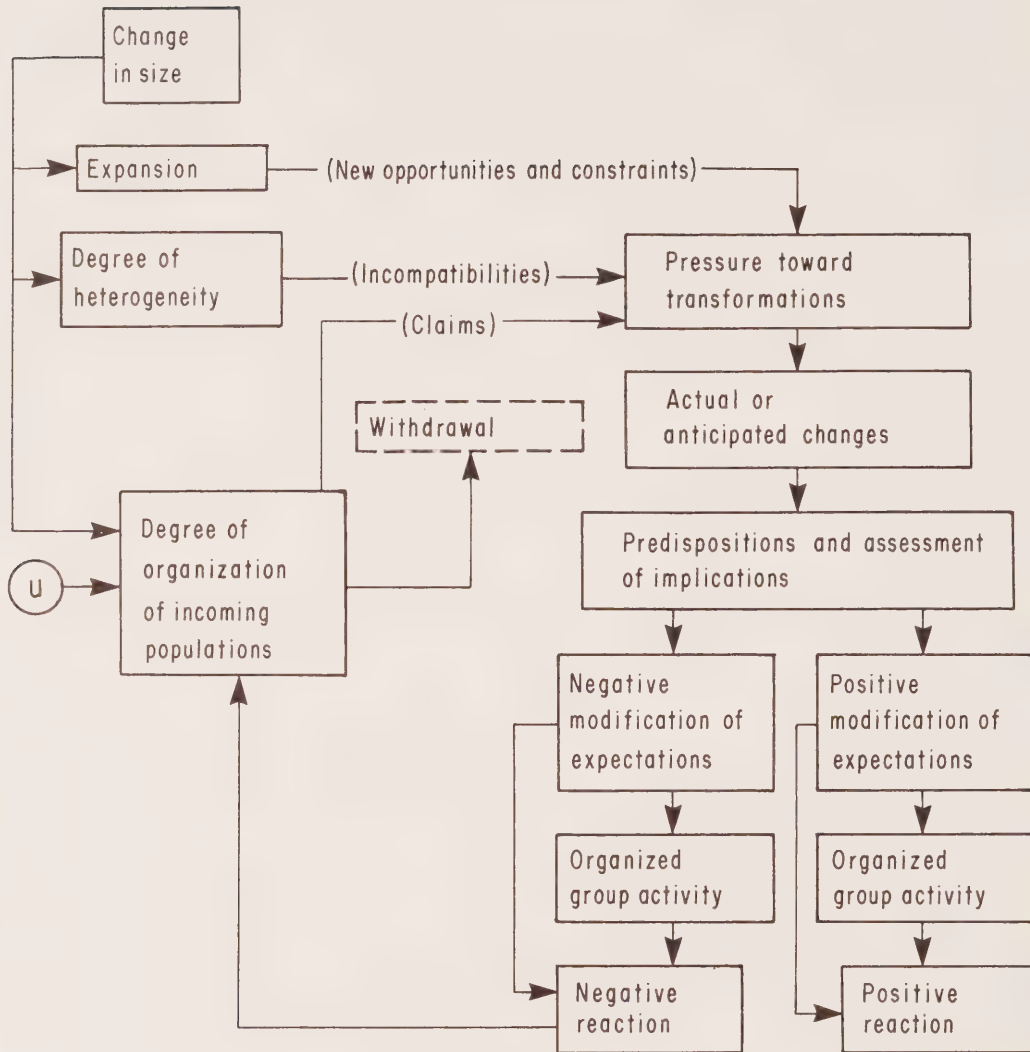 Change
in size
Expansion
(New opportunities and constraints)
Degree of
heterogeneity
(Incompatibilities)
Pressure toward
transformations
(Claims)
Actual or
anticipated changes
Withdrawal
Degree of
organization
of incoming
populations
u
Predispositions and assessment
of implications
Negative
modification of
expectations
Positive
modification of
expectations
Organized
group activity
Organized
group activity
Negative
reaction
Positive
reaction